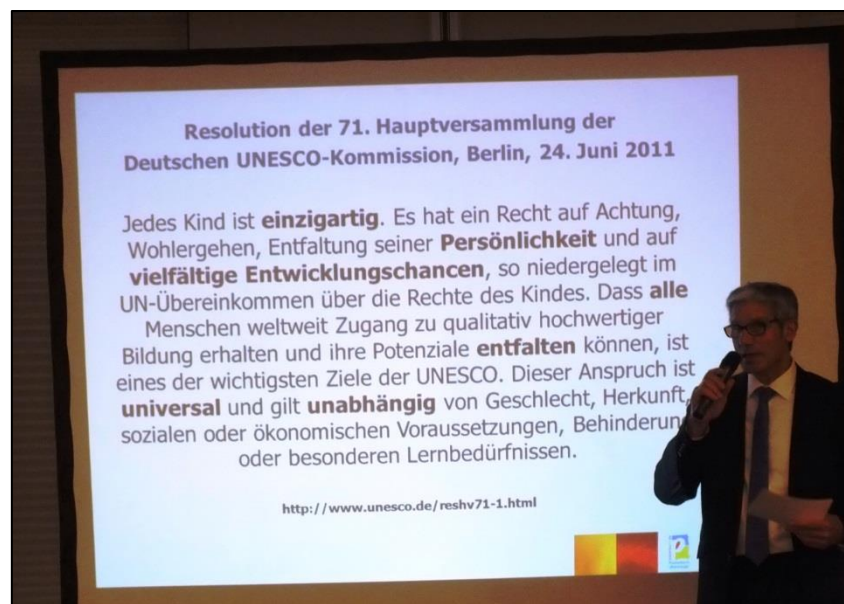 Resolution der 71. Hauptversammlung der
Deutschen UNESCO-Kommission, Berlin, 24. Juni 2011
Jedes Kind ist einzigartig. Es hat ein Recht auf Achtung,
Wohlergehen, Entfaltung seiner Persönlichkeit und auf
vielfältige Entwicklungschancen, so niedergelegt im
UN-Übereinkommen über die Rechte des Kindes. Dass alle
Menschen weltweit Zugang zu qualitativ hochwertiger
Bildung erhalten und ihre Potenziale entfalten können, ist
eines der wichtigsten Ziele der UNESCO. Dieser Anspruch ist
universal und gilt unabhängig von Geschlecht, Herkunft,
sozialen oder ökonomischen Voraussetzungen, Behinderun
oder besonderen Lernbedürfnissen.
http://www.unesco.de/reshv71-1.html